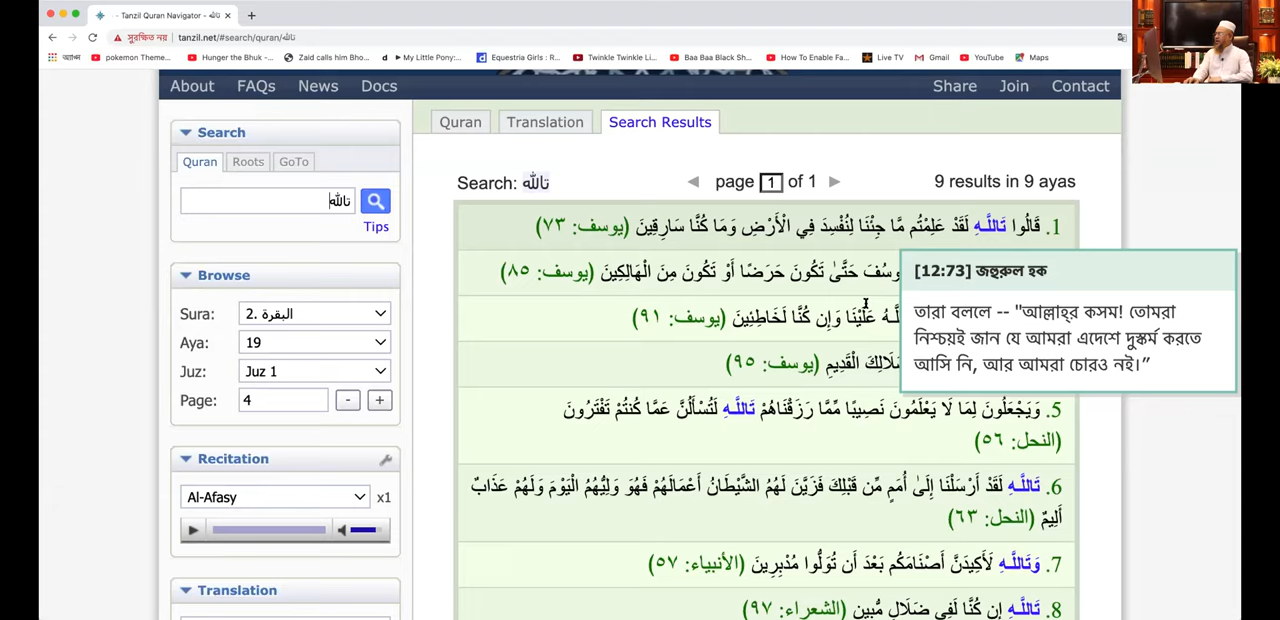 Tanzil Quran Navigator - تالله
সুরক্ষিত নয়
tanzil.net/#search/quran/تالله
অ্যাপ্স
pokemon Theme...
Hunger the Bhuk -...
Zaid calls him Bho...
My Little Pony:...
Equestria Girls : R...
Twinkle Twinkle Li...
Baa Baa Black Sh...
How To Enable Fa...
Live TV
Gmail
YouTube
Maps
About FAQs News Docs
Share Join Contact
Search
Quran Roots GoTo
تالله
Tips
Browse
Sura: 2. البقرة
Aya: 19
Juz: Juz 1
Page: 4 - +
Recitation
Al-Afasy x1
Translation
Quran Translation Search Results
Search: تالله
page 1 of 1
9 results in 9 ayas
1. قَالُوا تَاللَّـهِ لَقَدْ عَلِمْتُم مَّا جِئْنَا لِنُفْسِدَ فِي الْأَرْضِ وَمَا كُنَّا سَارِقِينَ (يوسف: ٧٣)
حَتَّىٰ تَكُونَ حَرَضًا أَوْ تَكُونَ مِنَ الْهَالِكِينَ (يوسف: ٨٥)
عَلَيْنَا وَإِن كُنَّا لَخَاطِئِينَ (يوسف: ٩١)
الْقَدِيمِ (يوسف: ٩٥)
5. وَيَجْعَلُونَ لِمَا لَا يَعْلَمُونَ نَصِيبًا مِّمَّا رَزَقْنَاهُمْ تَاللَّـهِ لَتُسْأَلُنَّ عَمَّا كُنتُمْ تَفْتَرُونَ
(النحل: ٥٦)
6. تَاللَّـهِ لَقَدْ أَرْسَلْنَا إِلَىٰ أُمَمٍ مِّن قَبْلِكَ فَزَيَّنَ لَهُمُ الشَّيْطَانُ أَعْمَالَهُمْ فَهُوَ وَلِيُّهُمُ الْيَوْمَ وَلَهُمْ عَذَابٌ
أَلِيمٌ (النحل: ٦٣)
7. وَتَاللَّـهِ لَأَكِيدَنَّ أَصْنَامَكُم بَعْدَ أَن تُوَلُّوا مُدْبِرِينَ (الأنبياء: ٥٧)
8. تَاللَّـهِ إِن كُنَّا لَفِي ضَلَالٍ مُّبِينٍ (الشعراء: ٩٧)
[12:73] জহুরুল হক
তারা বললে -- "আল্লাহ্‌র কসম! তোমরা
নিশ্চয়ই জান যে আমরা এদেশে দুষ্কর্ম করতে
আসি নি, আর আমরা চোরও নই।”